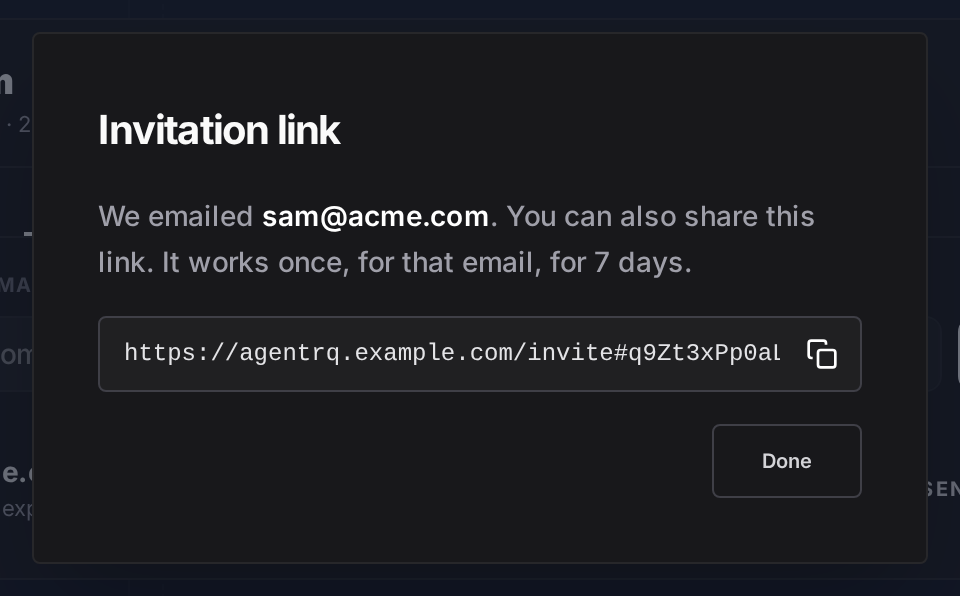 Invitation link
We emailed sam@acme.com. You can also share this
link. It works once, for that email, for 7 days.
https://agentrq.example.com/invite#q9Zt3xPp0aL
Done